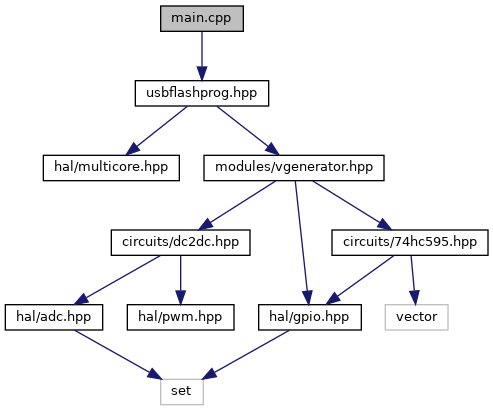 main.cpp
usbflashprog.hpp
hal/multicore.hpp
modules/vgenerator.hpp
circuits/dc2dc.hpp
circuits/74hc595.hpp
hal/adc.hpp
hal/pwm.hpp
hal/gpio.hpp
vector
set